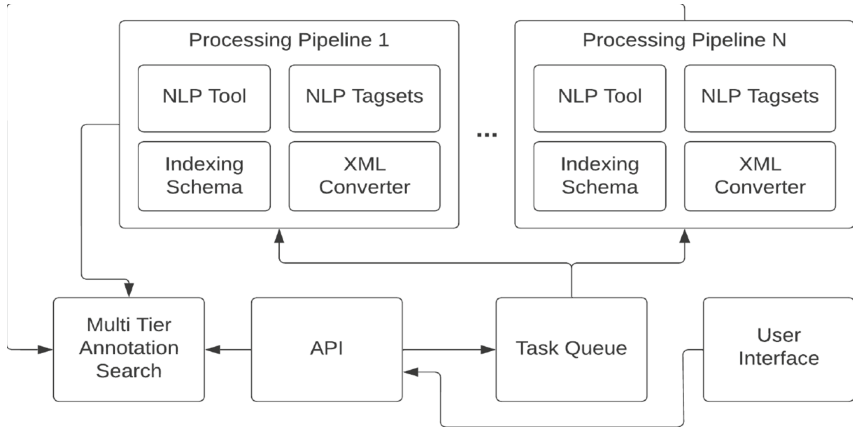 Processing Pipeline 1
NLP Tool
NLP Tagsets
Indexing
Schema
XML
Converter
...
Processing Pipeline N
NLP Tool
NLP Tagsets
Indexing
Schema
XML
Converter
Multi Tier
Annotation
Search
API
Task Queue
User
Interface